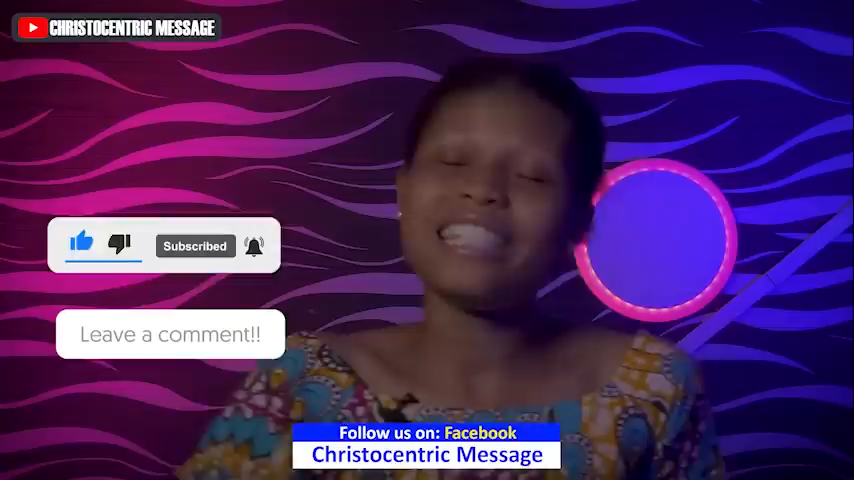 CHRISTOCENTRIC MESSAGE
Subscribed
Leave a comment!!
Follow us on: Facebook
Christocentric Message